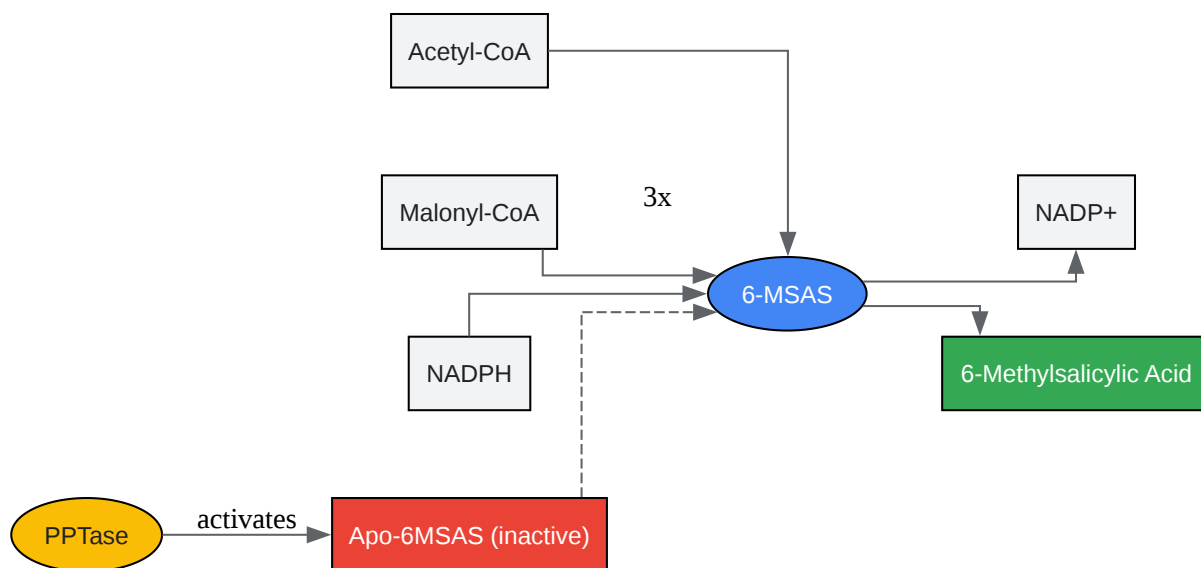 Acetyl-CoA
Malonyl-CoA
3x
NADP+
6-MSAS
NADPH
6-Methylsalicylic Acid
PPTase
activates
Apo-6MSAS (inactive)